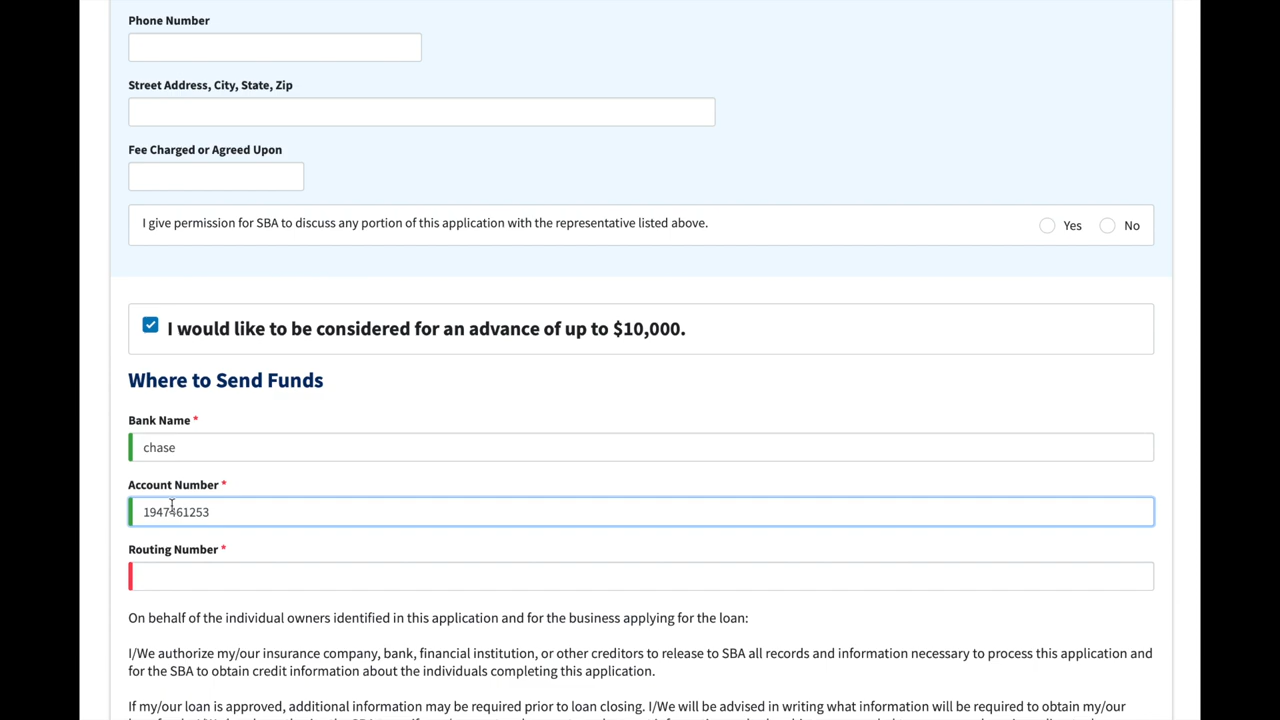 Phone Number
Street Address, City, State, Zip
Fee Charged or Agreed Upon
I give permission for SBA to discuss any portion of this application with the representative listed above.
Yes
No
I would like to be considered for an advance of up to $10,000.
Where to Send Funds
Bank Name *
chase
Account Number *
1947461253
Routing Number *
On behalf of the individual owners identified in this application and for the business applying for the loan:
I/We authorize my/our insurance company, bank, financial institution, or other creditors to release to SBA all records and information necessary to process this application and
for the SBA to obtain credit information about the individuals completing this application.
If my/our loan is approved, additional information may be required prior to loan closing. I/We will be advised in writing what information will be required to obtain my/our